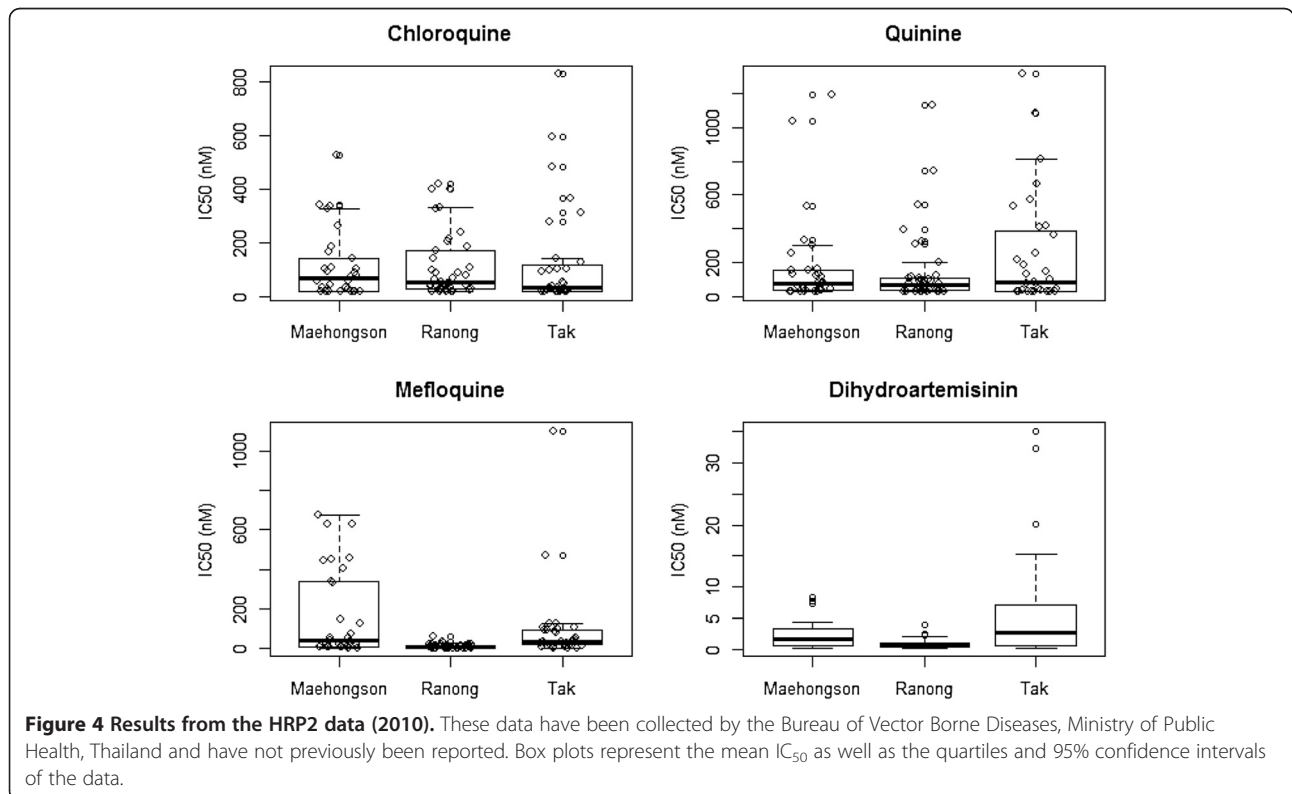 Chloroquine
IC50 (nM)
0 200 400 600 800
Maehongson Ranong Tak
Quinine
IC50 (nM)
0 200 600 1000
Maehongson Ranong Tak
Mefloquine
IC50 (nM)
0 200 600 1000
Maehongson Ranong Tak
Dihydroartemisinin
IC50 (nM)
0 5 10 20 30
Maehongson Ranong Tak
Figure 4 Results from the HRP2 data (2010). These data have been collected by the Bureau of Vector Borne Diseases, Ministry of Public
Health, Thailand and have not previously been reported. Box plots represent the mean IC50 as well as the quartiles and 95% confidence intervals
of the data.